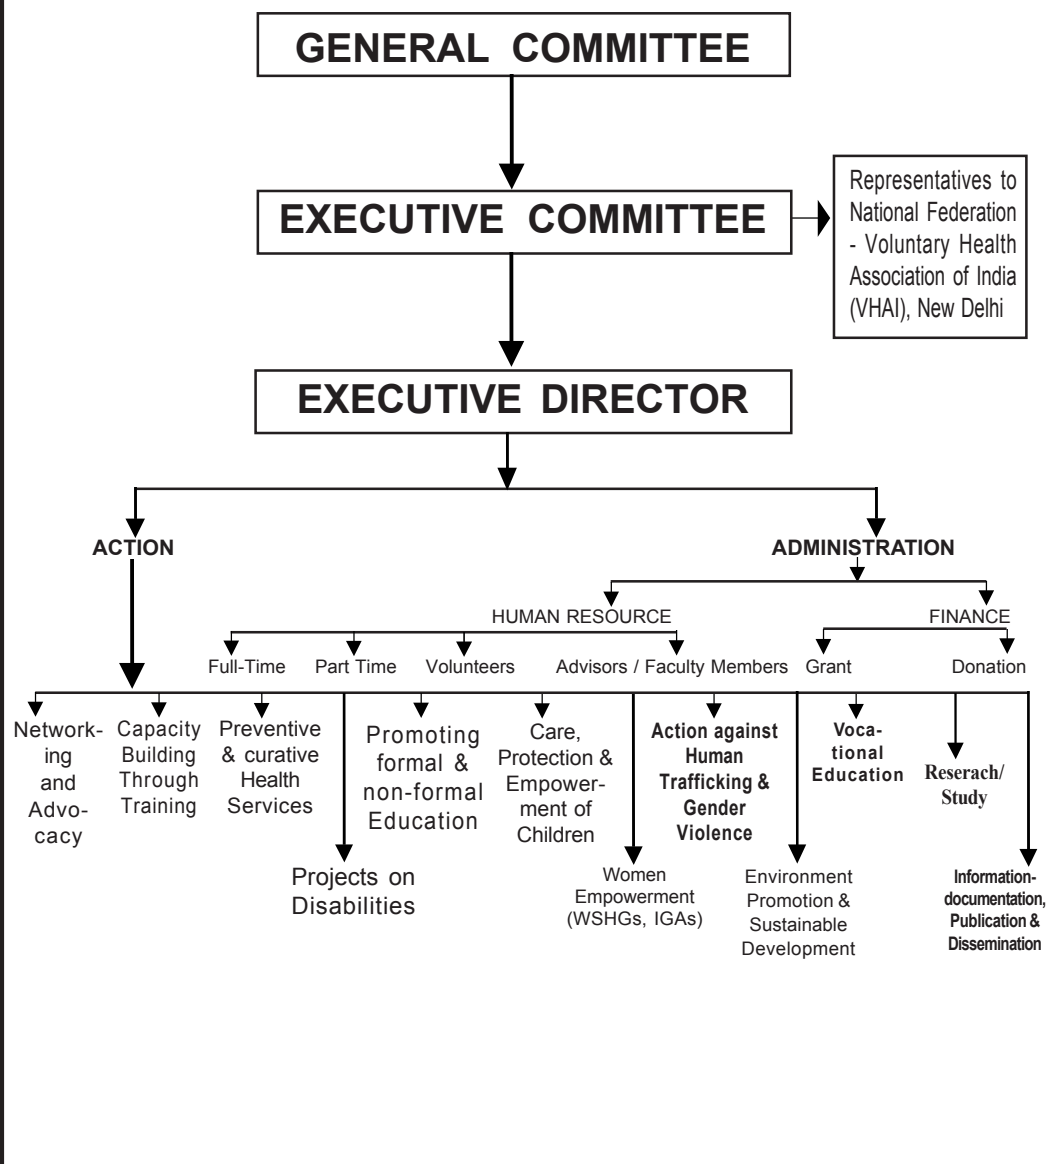 GENERAL COMMITTEE
EXECUTIVE COMMITTEE
Representatives to
National Federation
- Voluntary Health
Association of India
(VHAI), New Delhi
EXECUTIVE DIRECTOR
ACTION
ADMINISTRATION
HUMAN RESOURCE
FINANCE
Full-Time
Part Time
Volunteers
Advisors / Faculty Members
Grant
Donation
Network-
ing
and
Advo-
cacy
Capacity
Building
Through
Training
Preventive
& curative
Health
Services
Projects on
Disabilities
Promoting
formal &
non-formal
Education
Care,
Protection &
Empower-
ment of
Children
Women
Empowerment
(WSHGs, IGAs)
Action against
Human
Trafficking &
Gender
Violence
Environment
Promotion &
Sustainable
Development
Voca-
tional
Education
Reserach/
Study
Information-
documentation,
Publication &
Dissemination